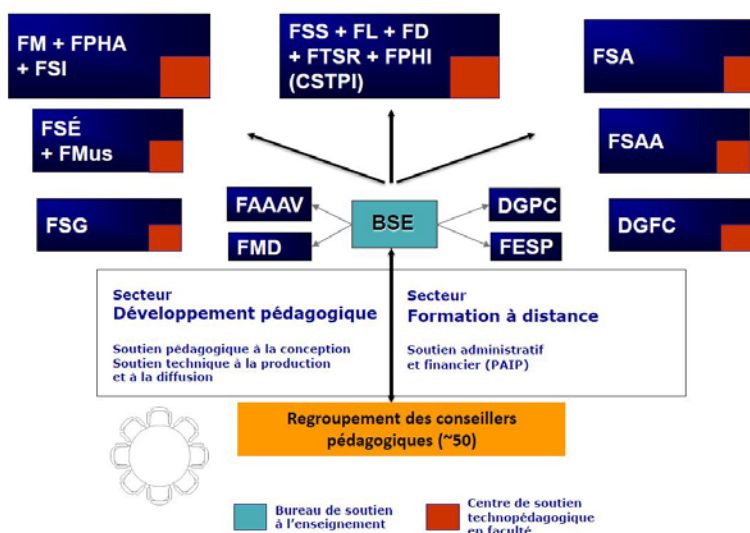 FM + FPHA
+ FSI
FSS + FL + FD
+ FTSR + FPHI
(CSTPI)
FSA
FSÉ
+ FMus
FSAA
FSG
FAAAV
FMD
BSE
DGPC
FESP
DGFC
Secteur
Développement pédagogique
Soutien pédagogique à la conception
Soutien technique à la production
et à la diffusion
Secteur
Formation à distance
Soutien administratif
et financier (PAIP)
Regroupement des conseillers
pédagogiques (~50)
Bureau de soutien
à l'enseignement
Centre de soutien
technopédagogique
en faculté